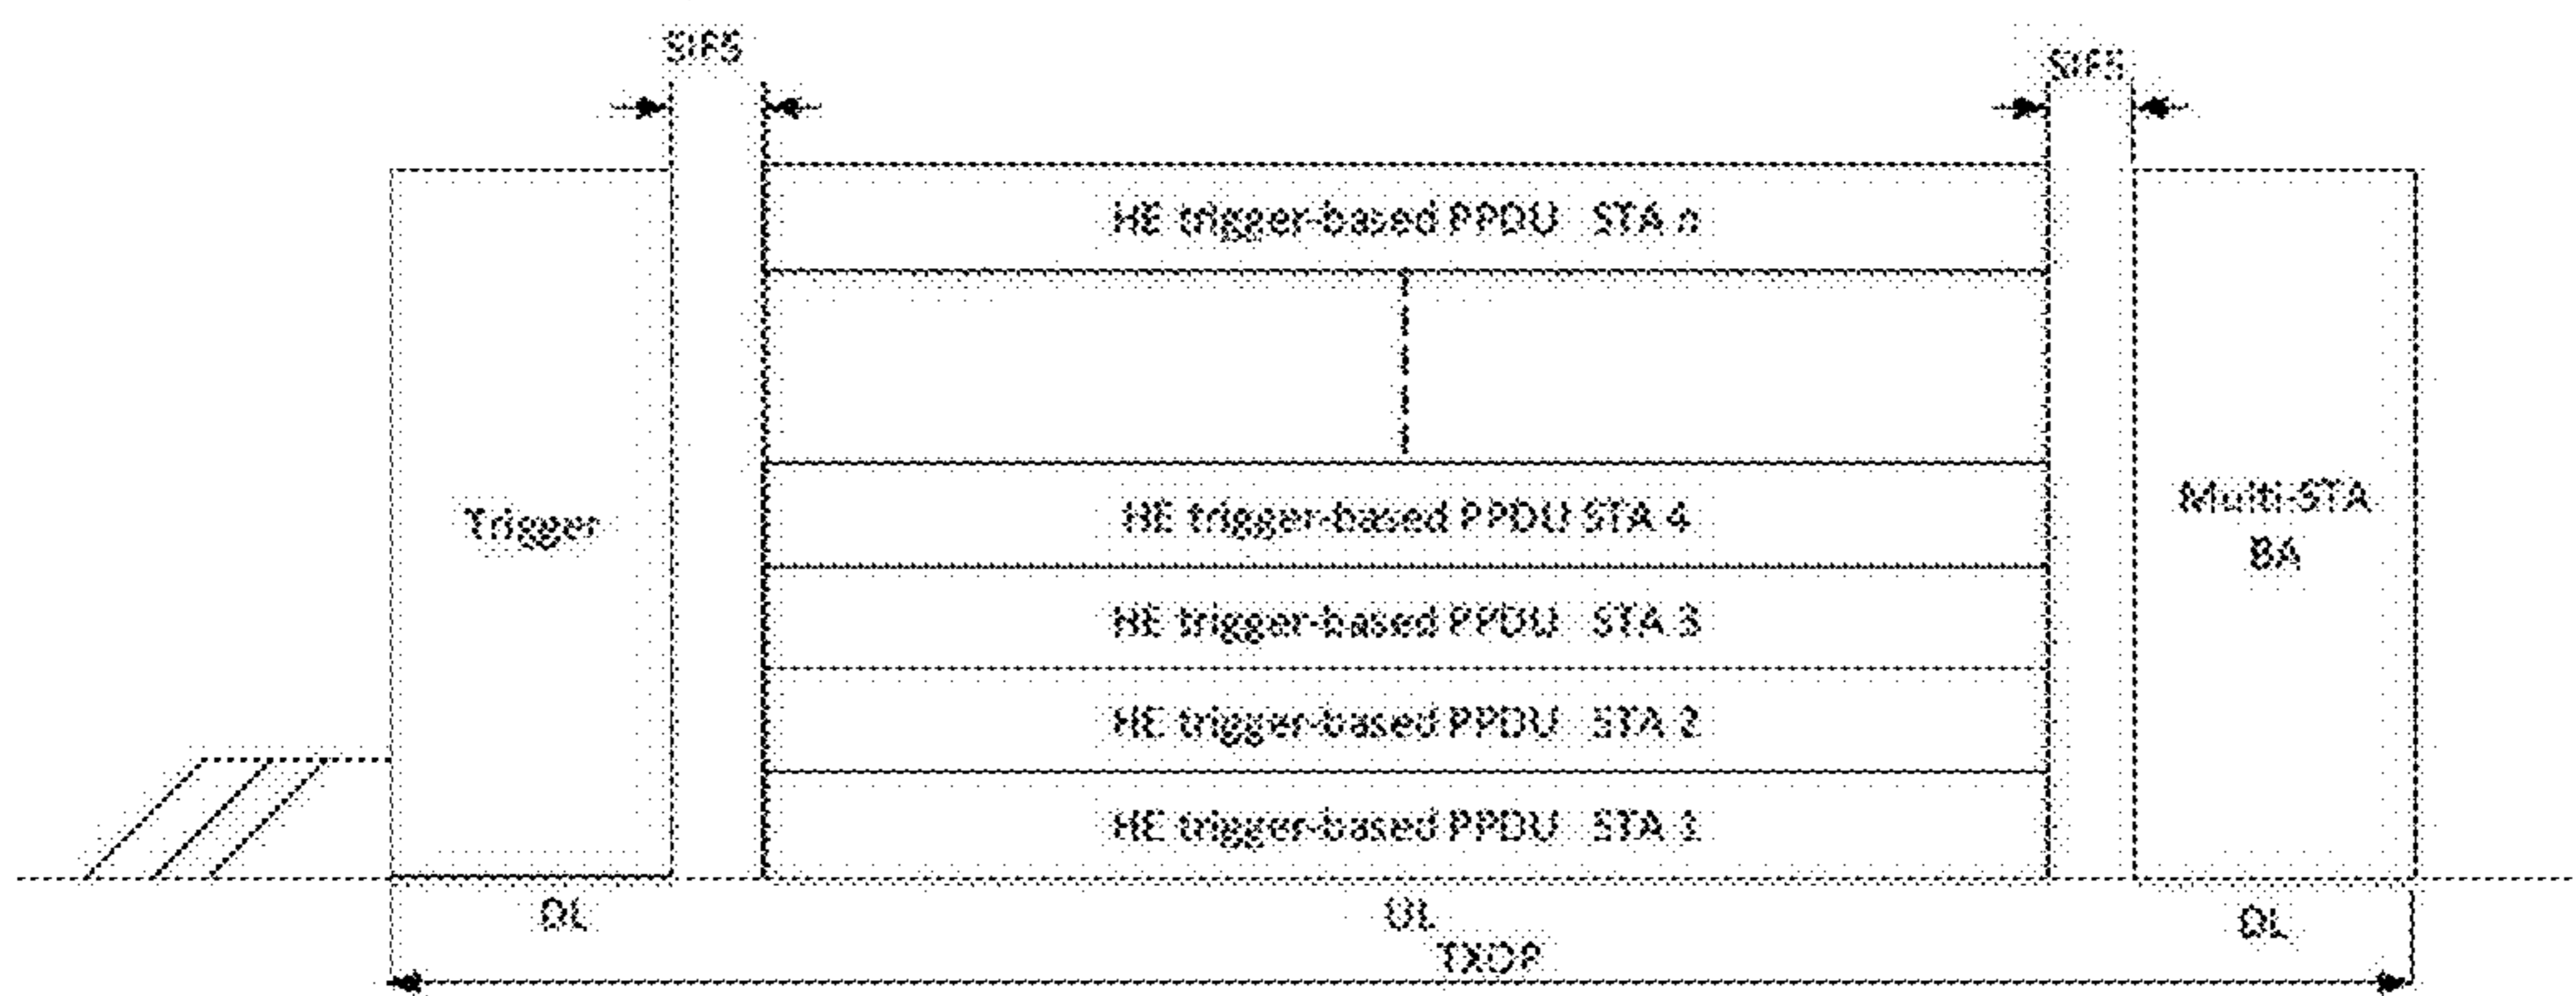 SIFS
SIFS
HE trigger-based PPDU STA n
Trigger
HE trigger-based PPDU STA 4
Multi-STA
BA
HE trigger-based PPDU STA 3
HE trigger-based PPDU STA 2
HE trigger-based PPDU STA 1
DL
UL
DL
TXOP